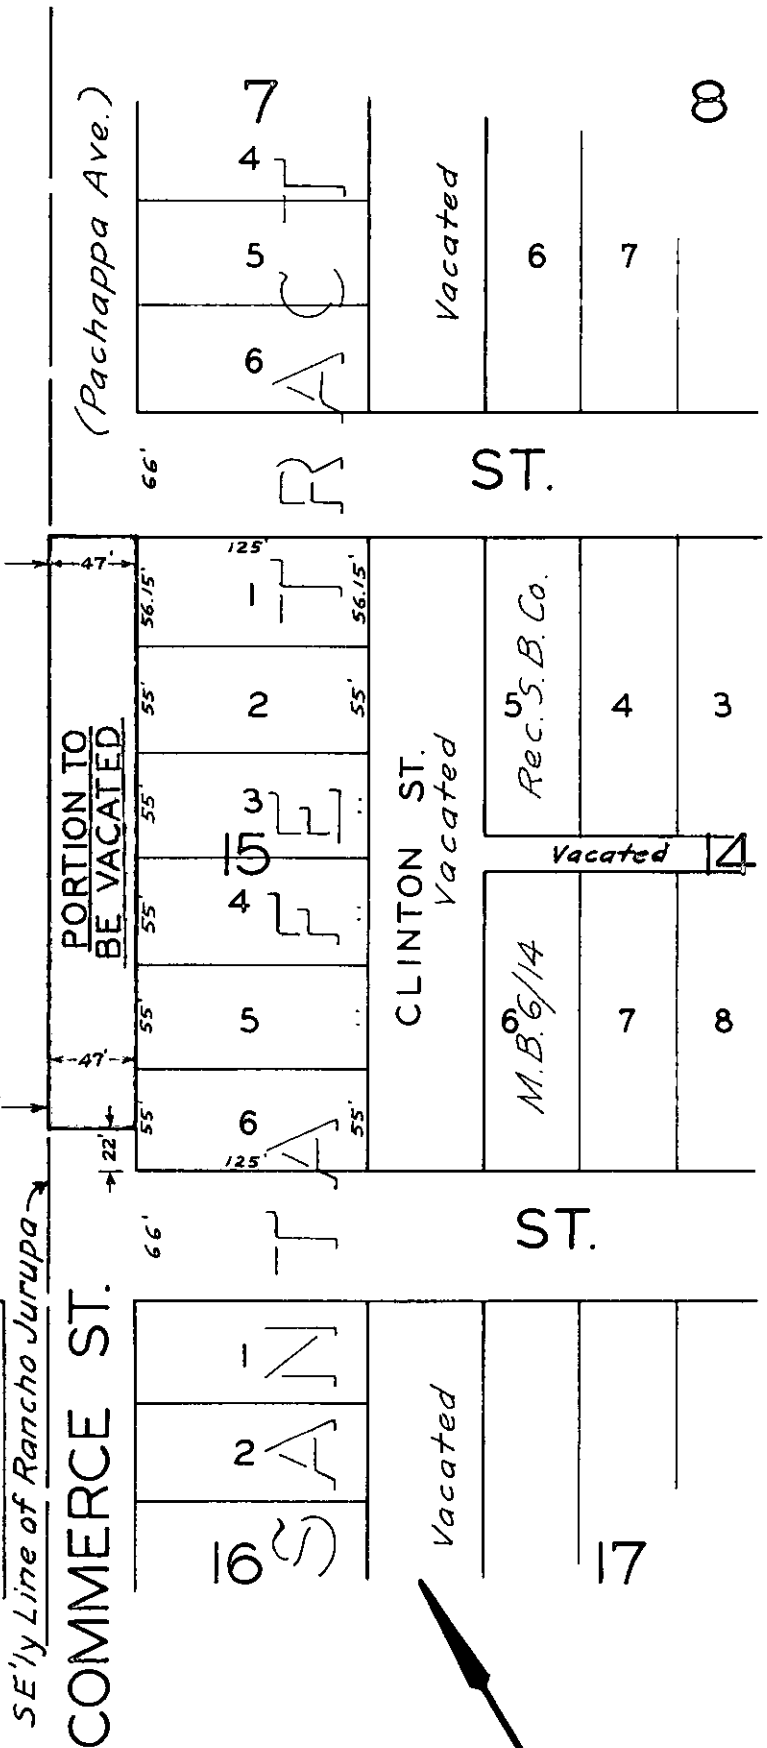 7
8
(Pachappa Ave.)
4
5
6
Vacated
6
7
66'
ST.
47'
125'
56.15'
1
56.15'
55'
2
55'
5
4
3
Rec. S. B. Co.
PORTION TO
BE VACATED
55'
3
"
15
CLINTON ST.
Vacated
Vacated
14
55
4
"
55'
5
"
6
7
8
M.B. 6/14
47'
55'
6
55'
125'
22'
66'
ST.
SE'ly Line of Rancho Jurupa
COMMERCE ST.
1
2
16
Vacated
17
SANTA FE TRACT